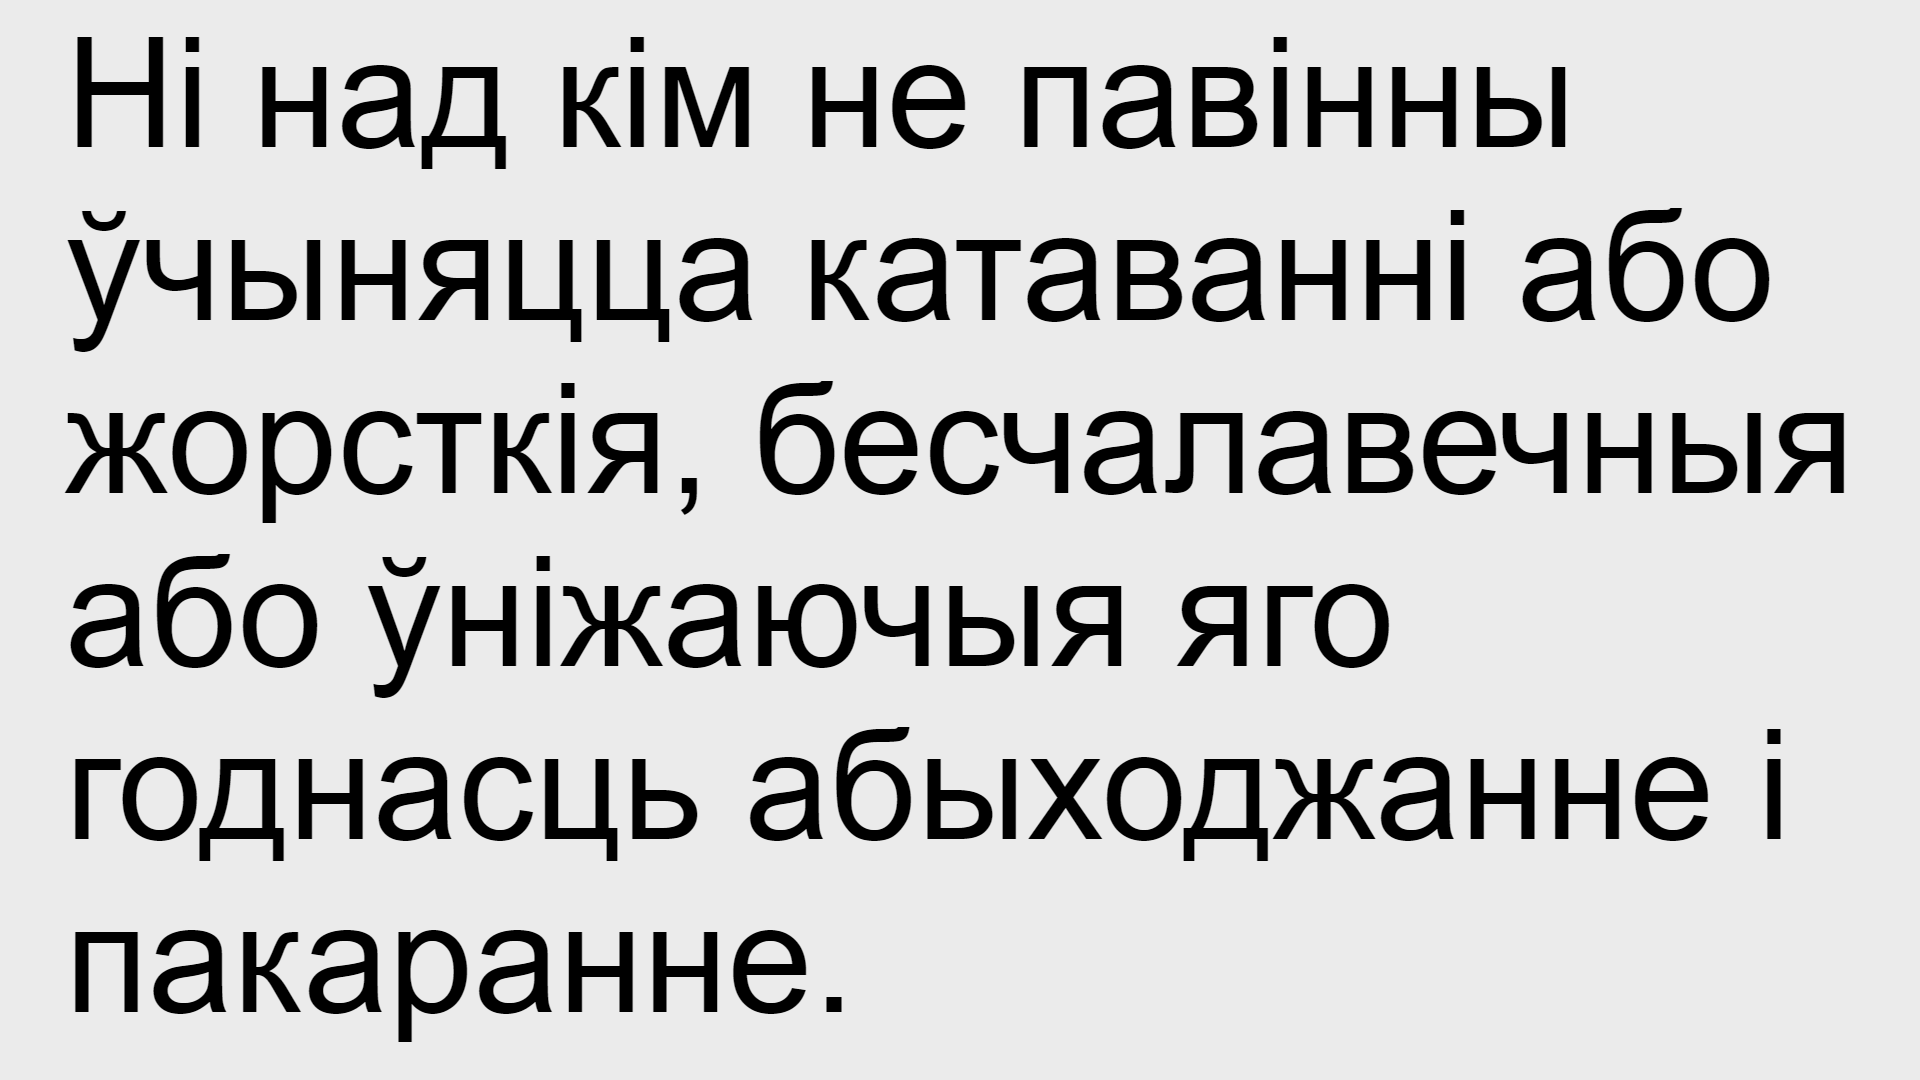 Ні над кім не павінны
ўчыняцца катаванні або
жорсткія, бесчалавечныя
або ўніжаючыя яго
годнасць абыходжанне і
пакаранне.